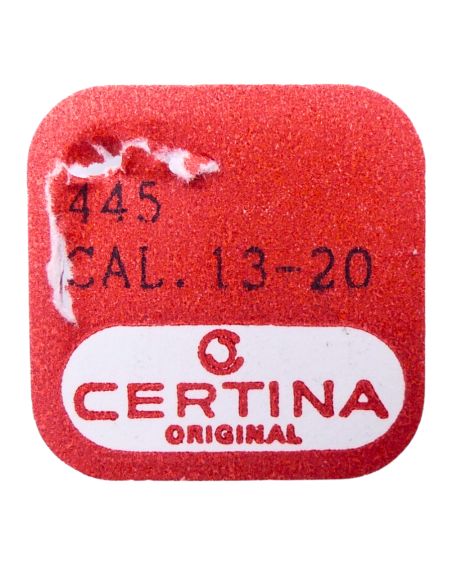 445
CAL. 13-20
CERTINA
ORIGINAL